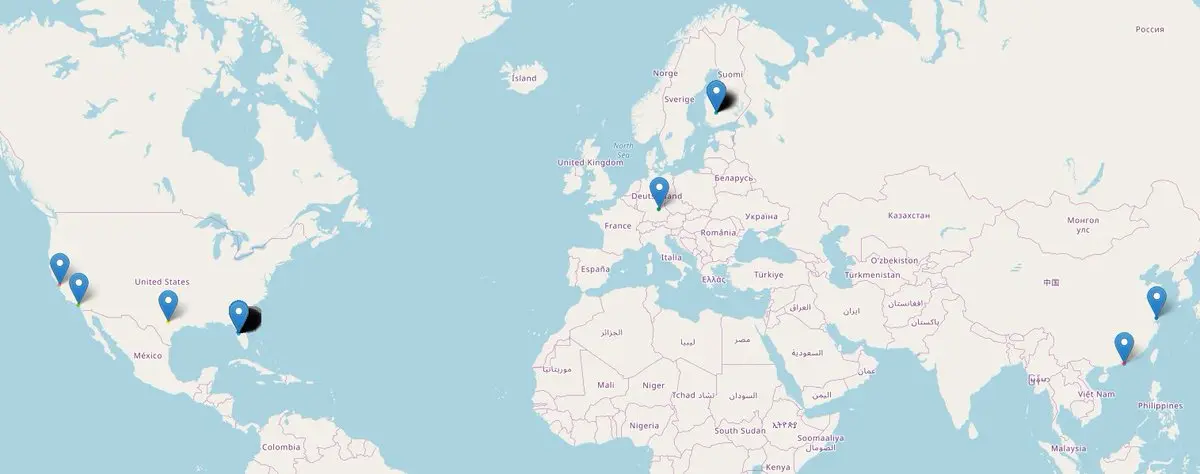 Россия
Ísland
Norge
Suomi
Sverige
North
Sea
United Kingdom
Беларусь
Deutschland
Україна
Казахстан
Монгол
улс
France
România
Italia
O'zbekiston
España
Ελλάς
Türkiye
Türkmenistan
United States
中国
العراق
ایران
افغانستان
پاکستان
الجزائر
ليبيا
مصر
México
السعودية
موريتانيا
عمان
Mali
Niger
Tchad تشاد
السودان
اليمن
Việt Nam
Philippines
Nigeria
South Sudan
ኢትዮጵያ
Soomaaliya
الصومال
Colombia
Kenya
Malaysia